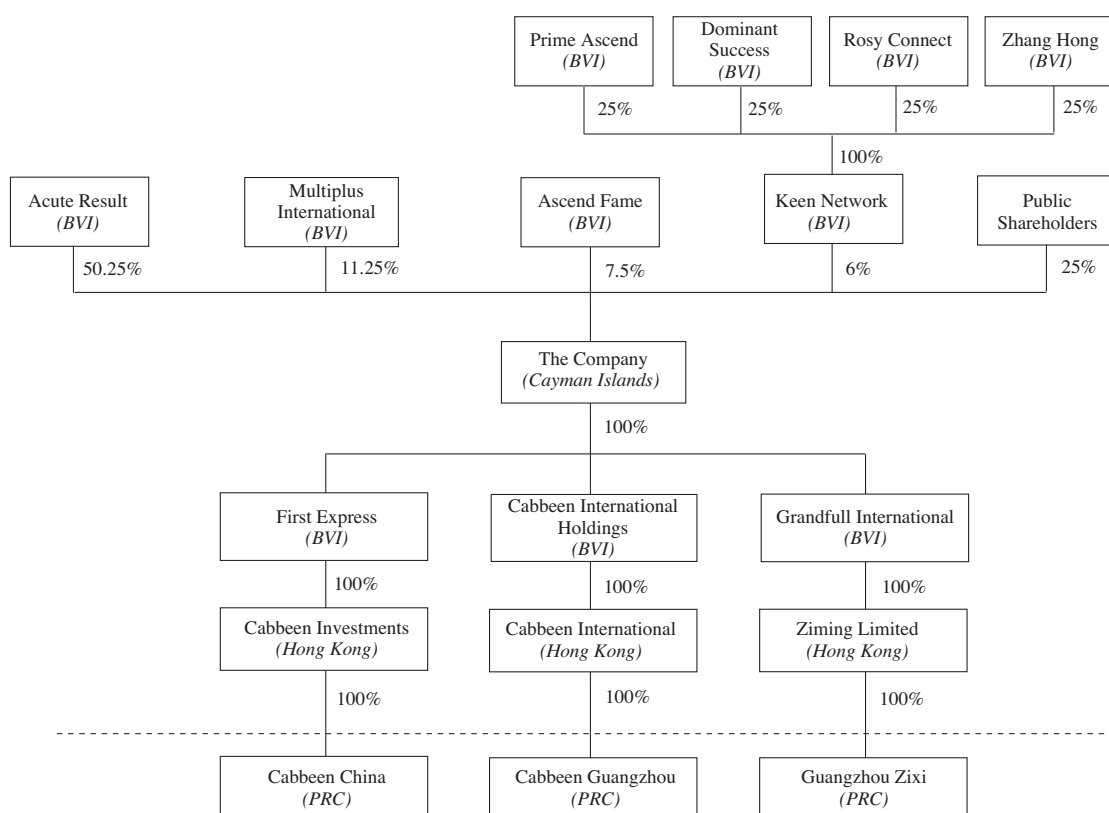 Prime Ascend
(BVI)
Dominant
Success
(BVI)
Rosy Connect
(BVI)
Zhang Hong
(BVI)
25%
25%
25%
25%
100%
Acute Result
(BVI)
Multiplus
International
(BVI)
Ascend Fame
(BVI)
Keen Network
(BVI)
Public
Shareholders
50.25%
11.25%
7.5%
6%
25%
The Company
(Cayman Islands)
100%
First Express
(BVI)
Cabbeen International
Holdings
(BVI)
Grandfull International
(BVI)
100%
100%
100%
Cabbeen Investments
(Hong Kong)
Cabbeen International
(Hong Kong)
Ziming Limited
(Hong Kong)
100%
100%
100%
Cabbeen China
(PRC)
Cabbeen Guangzhou
(PRC)
Guangzhou Zixi
(PRC)